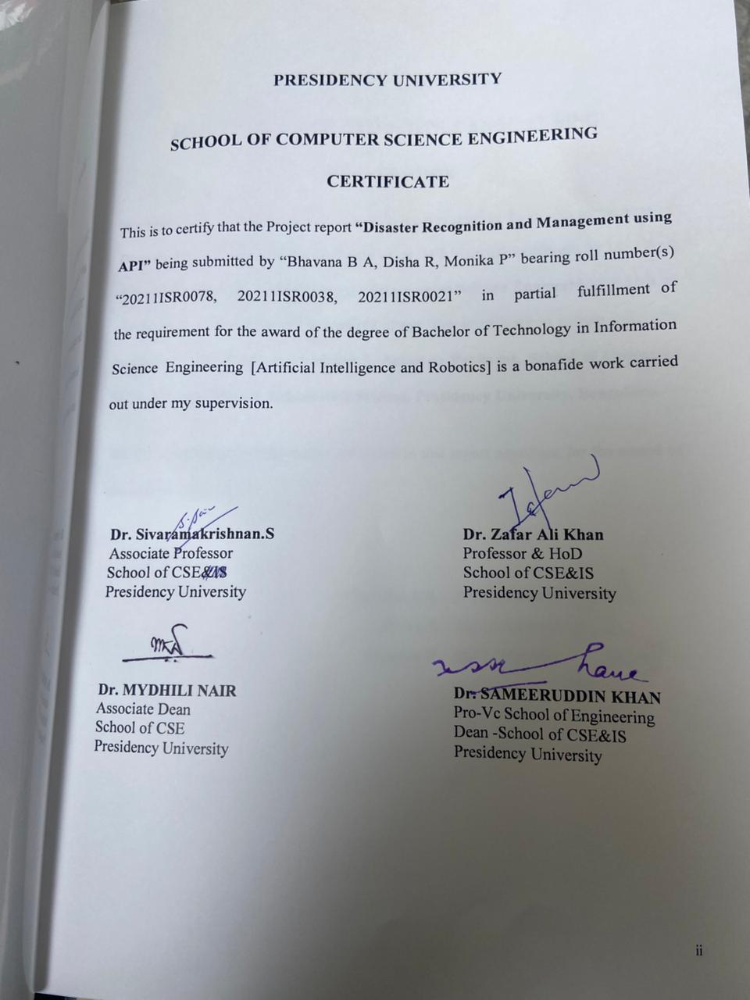 PRESIDENCY UNIVERSITY
SCHOOL OF COMPUTER SCIENCE ENGINEERING
CERTIFICATE
This is to certify that the Project report “Disaster Recognition and Management using
API” being submitted by “Bhavana B A, Disha R, Monika P” bearing roll number(s)
“20211ISR0078, 20211ISR0038, 20211ISR0021” in partial fulfillment of
the requirement for the award of the degree of Bachelor of Technology in Information
Science Engineering [Artificial Intelligence and Robotics] is a bonafide work carried
out under my supervision.
Dr. Sivaramakrishnan.S
Associate Professor
School of CSE&IS
Presidency University
Dr. Zafar Ali Khan
Professor & HoD
School of CSE&IS
Presidency University
Dr. MYDHILI NAIR
Associate Dean
School of CSE
Presidency University
Dr. SAMEERUDDIN KHAN
Pro-Vc School of Engineering
Dean -School of CSE&IS
Presidency University
ii